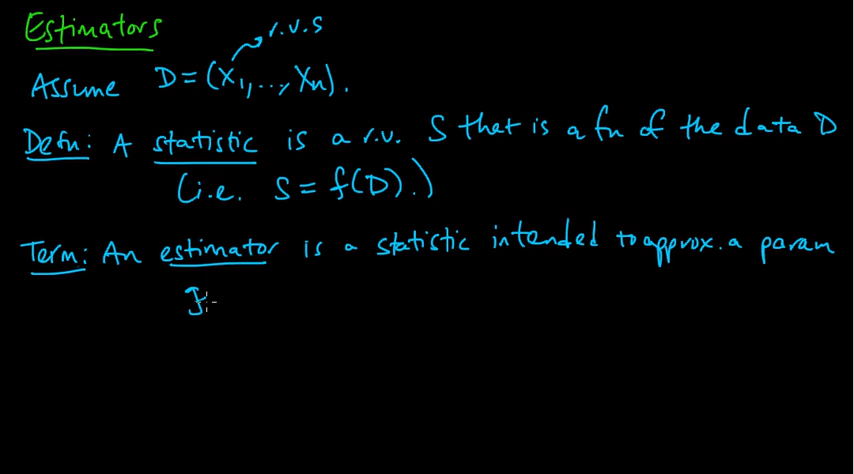 Estimators
r.v.s
Assume D = (X1, ..., Xn).
Defn: A statistic is a r.v. S that is a fn of the data D
(i.e. S = f(D).)
Term: An estimator is a statistic intended to approx. a param